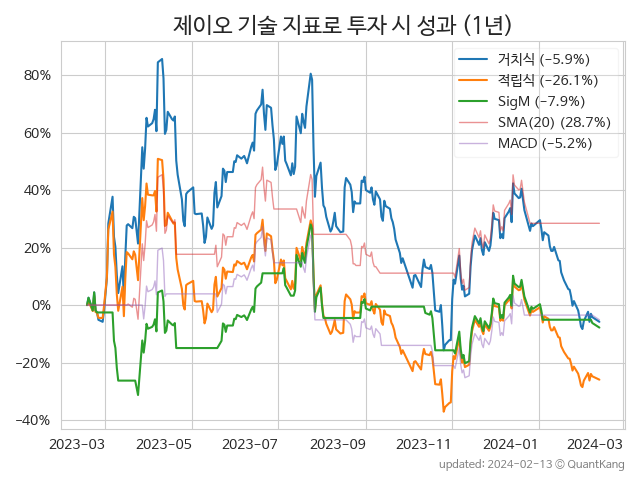 제이오 기술 지표로 투자 시 성과 (1년)
거치식 (−5.9%)
적립식 (−26.1%)
SigM (−7.9%)
SMA(20) (28.7%)
MACD (−5.2%)
80%
60%
40%
20%
0%
−20%
−40%
2023-03 2023-05 2023-07 2023-09 2023-11 2024-01 2024-03
updated: 2024-02-13 © QuantKang